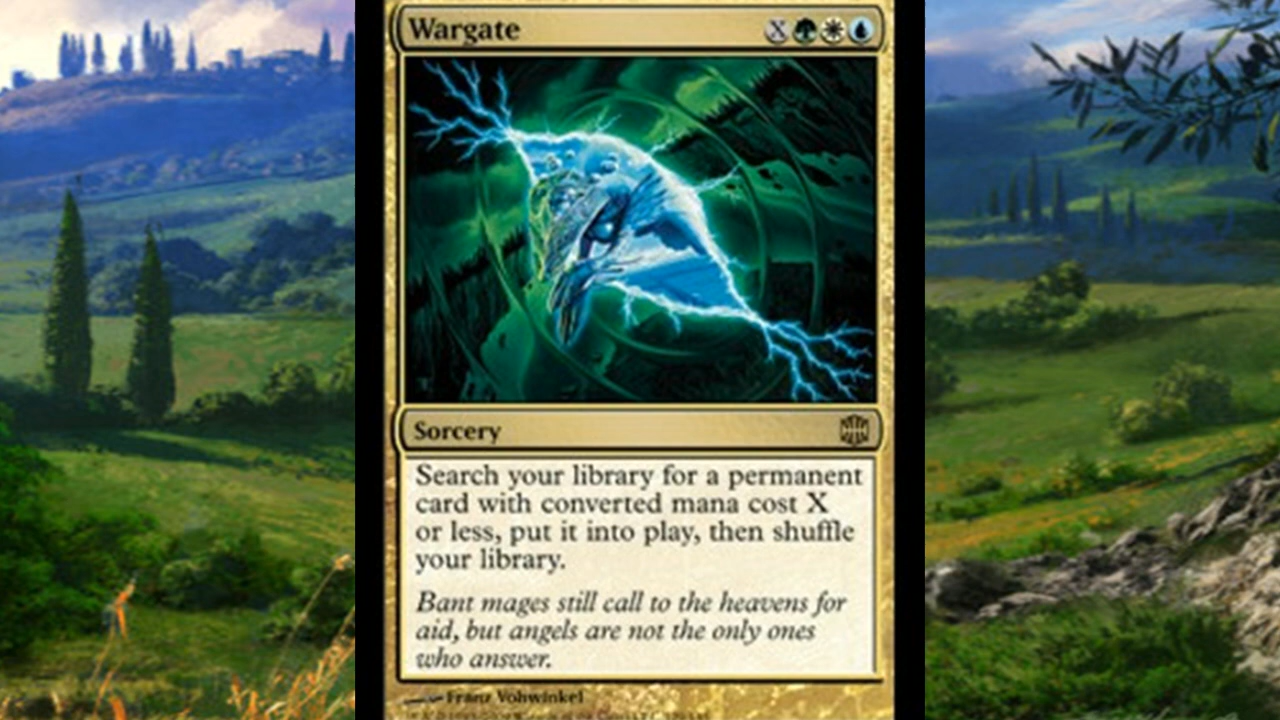 Wargate X
Sorcery
Search your library for a permanent
card with converted mana cost X
or less, put it into play, then shuffle
your library.
Bant mages still call to the heavens for
aid, but angels are not the only ones
who answer.
Franz Vohwinkel